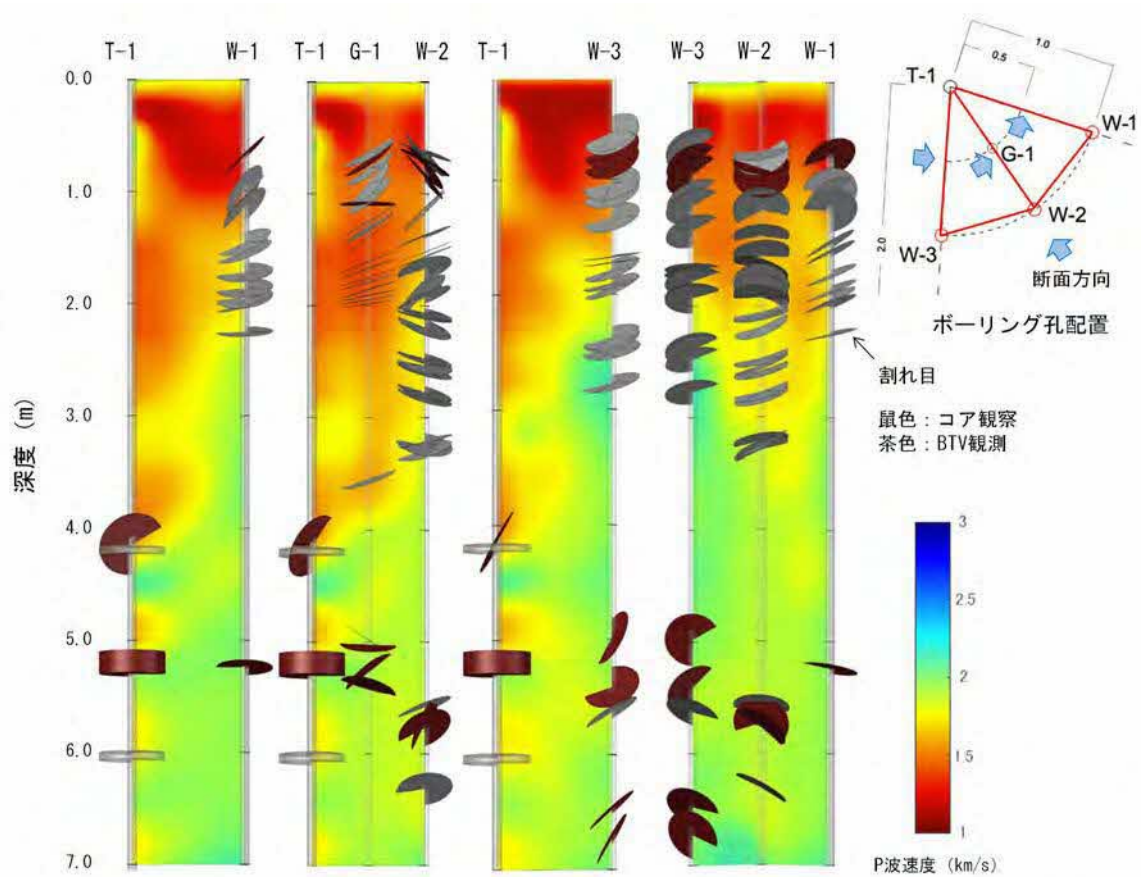 T-1 W-1 T-1 G-1 W-2 T-1 W-3 W-3 W-2 W-1
0.0
1.0
2.0
3.0
4.0
5.0
6.0
7.0
深度 (m)
1.0
0.5
T-1
W-1
G-1
W-2
W-3
2.0
断面方向
ボーリング孔配置
割れ目
鼠色：コア観察
茶色：BTV観測
3
2.5
2
1.5
1
P波速度 (km/s)